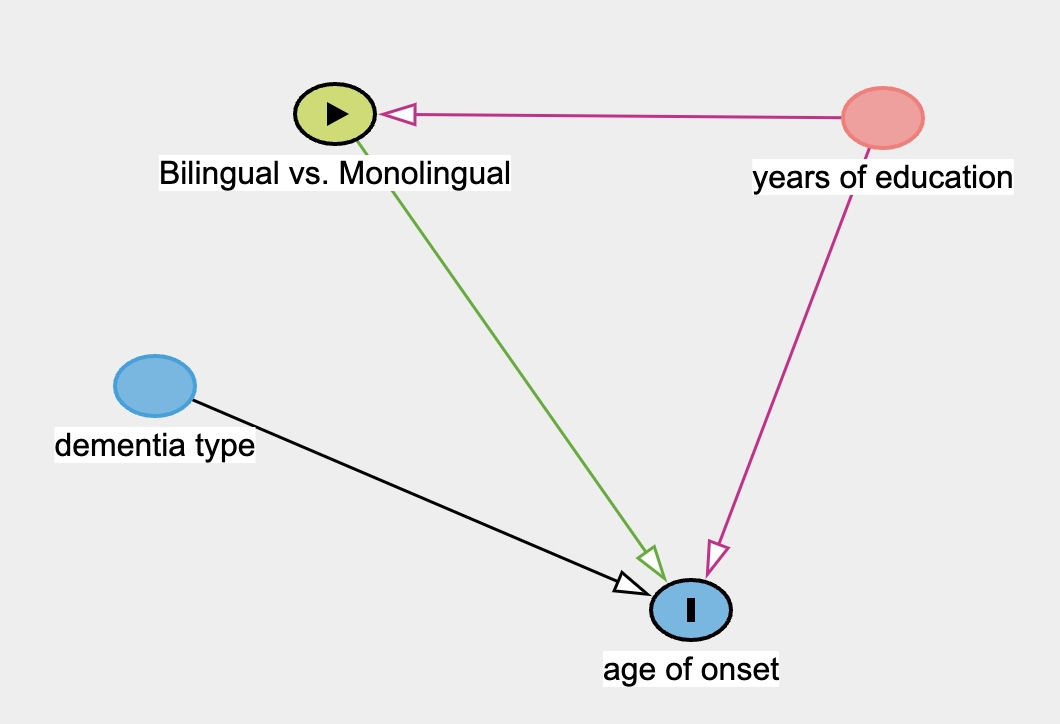 Bilingual vs. Monolingual
years of education
dementia type
age of onset